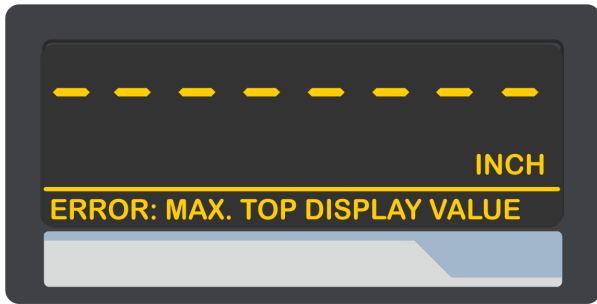 - - - - - - - -
INCH
ERROR: MAX. TOP DISPLAY VALUE